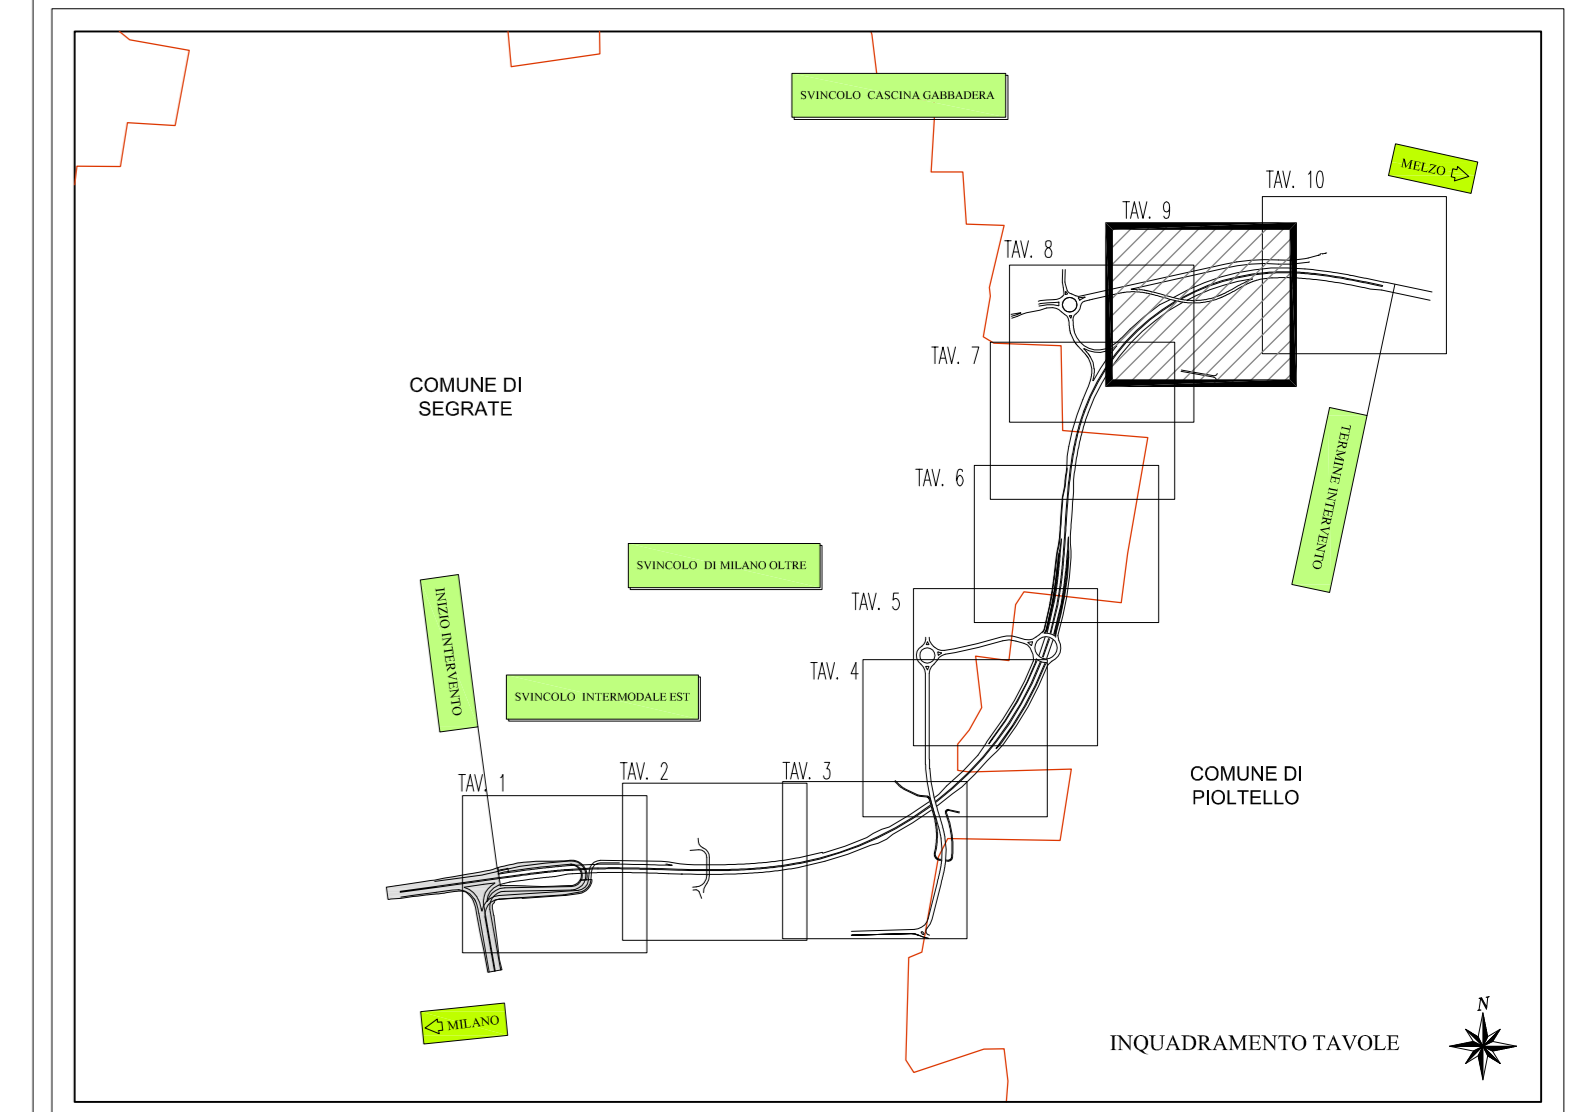 SVINCOLO CASCINA GABBADERA
MELZO
TAV. 10
TAV. 9
TAV. 8
TAV. 7
COMUNE DI
SEGRATE
TERMINE INTERVENTO
TAV. 6
SVINCOLO DI MILANO OLTRE
INIZIO INTERVENTO
TAV. 5
TAV. 4
SVINCOLO INTERMODALE EST
TAV. 3
TAV. 2
TAV. 1
COMUNE DI
PIOLTELLO
MILANO
N
INQUADRAMENTO TAVOLE